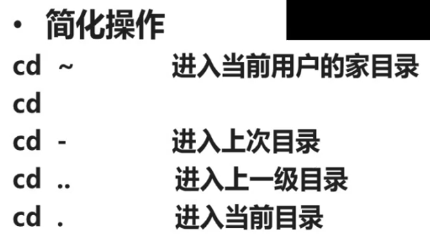 • 简化操作
cd ~ 进入当前用户的家目录
cd
cd - 进入上次目录
cd .. 进入上一级目录
cd . 进入当前目录